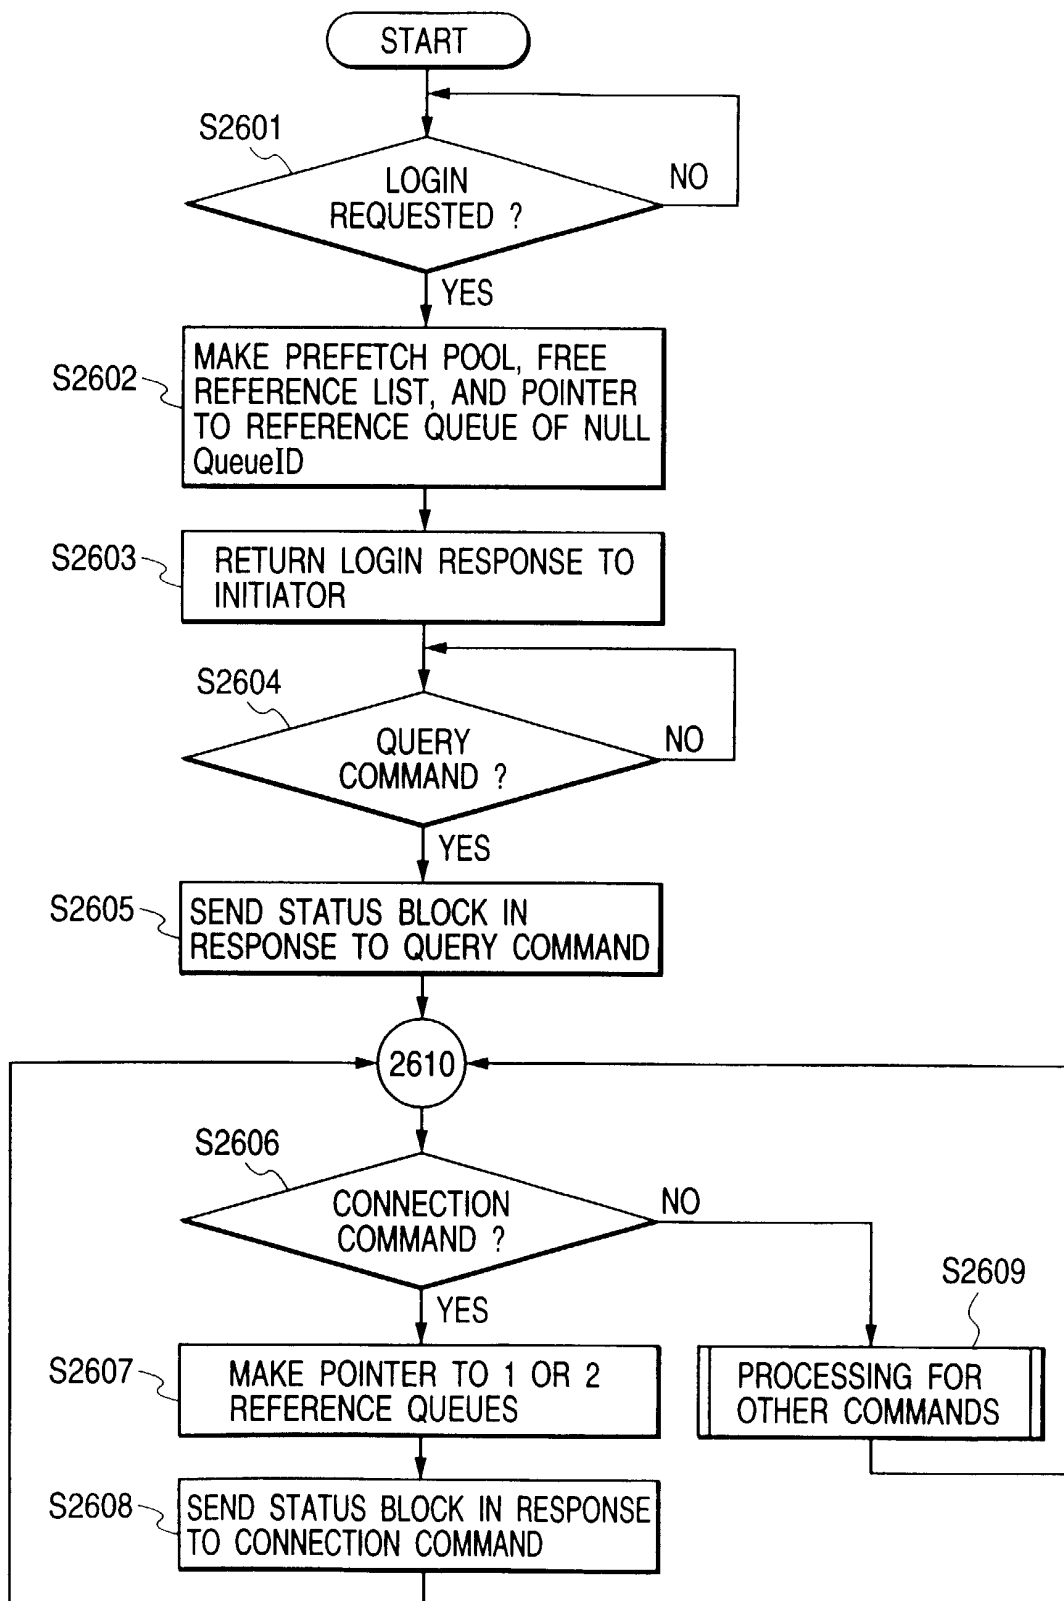 START
S2601
LOGIN
REQUESTED ?
NO
YES
S2602
MAKE PREFETCH POOL, FREE
REFERENCE LIST, AND POINTER
TO REFERENCE QUEUE OF NULL
QueueID
S2603
RETURN LOGIN RESPONSE TO
INITIATOR
S2604
QUERY
COMMAND ?
NO
YES
S2605
SEND STATUS BLOCK IN
RESPONSE TO QUERY COMMAND
2610
S2606
CONNECTION
COMMAND ?
NO
YES
S2609
S2607
MAKE POINTER TO 1 OR 2
REFERENCE QUEUES
PROCESSING FOR
OTHER COMMANDS
S2608
SEND STATUS BLOCK IN RESPONSE
TO CONNECTION COMMAND